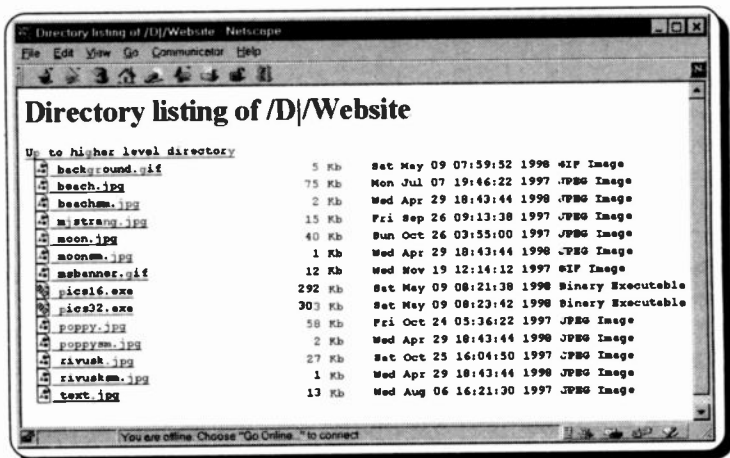 Directory listing of /D|/Website - Netscape
File Edit View Go Communicator Help
Directory listing of /D|/Website
Up to higher level directory
background.gif 5 Kb Sat May 09 07:59:52 1998 GIF Image
beach.jpg 75 Kb Mon Jul 07 19:46:22 1997 JPEG Image
beachsm.jpg 2 Kb Wed Apr 29 18:43:44 1998 JPEG Image
mjstrang.jpg 15 Kb Fri Sep 26 09:13:38 1997 JPEG Image
moon.jpg 40 Kb Sun Oct 26 03:55:00 1997 JPEG Image
moonsm.jpg 1 Kb Wed Apr 29 18:43:44 1998 JPEG Image
msbanner.gif 12 Kb Wed Nov 19 12:14:12 1997 GIF Image
pics16.exe 292 Kb Sat May 09 08:21:38 1998 Binary Executable
pics32.exe 303 Kb Sat May 09 08:23:42 1998 Binary Executable
poppy.jpg 58 Kb Fri Oct 24 05:36:22 1997 JPEG Image
poppysm.jpg 2 Kb Wed Apr 29 18:43:44 1998 JPEG Image
rivusk.jpg 27 Kb Sat Oct 25 16:04:50 1997 JPEG Image
rivusksm.jpg 1 Kb Wed Apr 29 18:43:44 1998 JPEG Image
text.jpg 13 Kb Wed Aug 06 16:21:30 1997 JPEG Image
You are offline. Choose "Go Online..." to connect